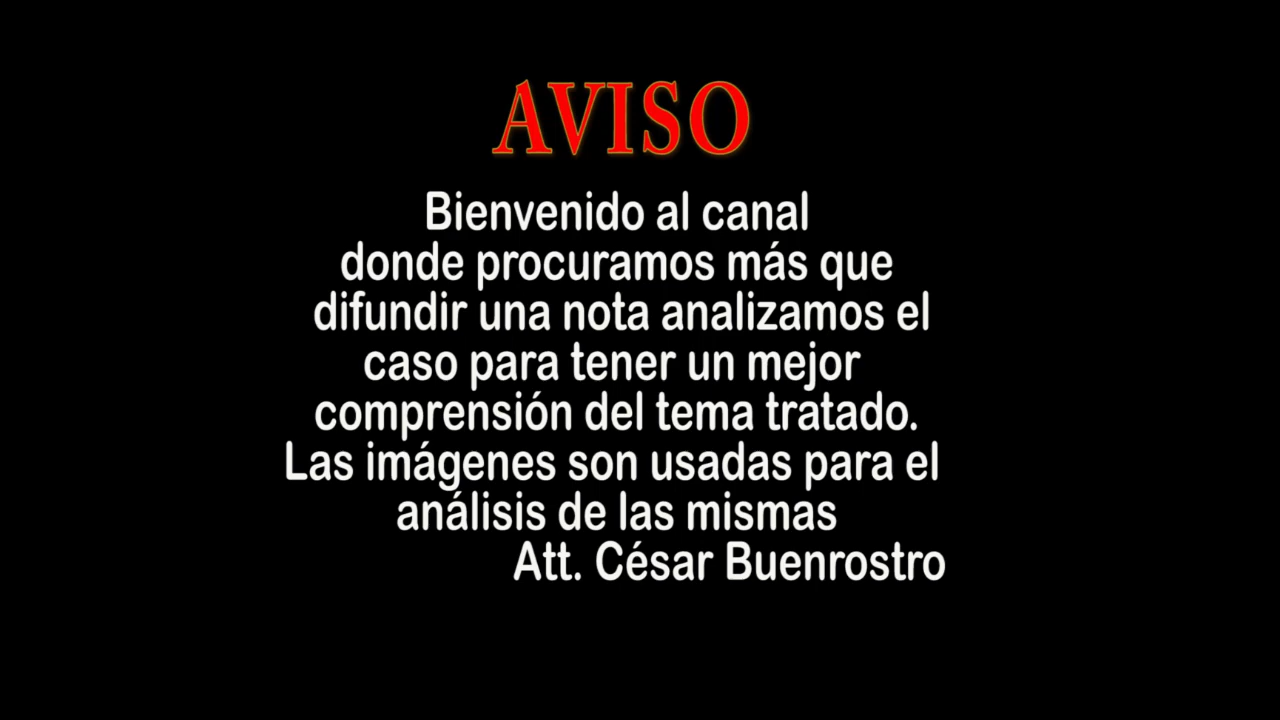 AVISO
Bienvenido al canal
donde procuramos más que
difundir una nota analizamos el
caso para tener un mejor
comprensión del tema tratado.
Las imágenes son usadas para el
análisis de las mismas
Att. César Buenrostro